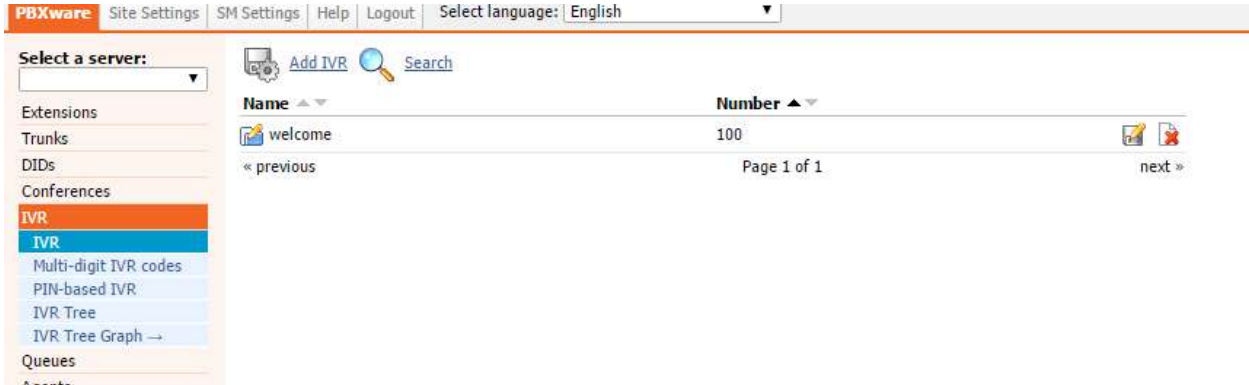 PBXware Site Settings SM Settings Help Logout Select language: English
Select a server:
Add IVR Search
Name Number
welcome 100
« previous Page 1 of 1 next »
Extensions
Trunks
DIDs
Conferences
IVR
IVR
Multi-digit IVR codes
PIN-based IVR
IVR Tree
IVR Tree Graph →
Queues